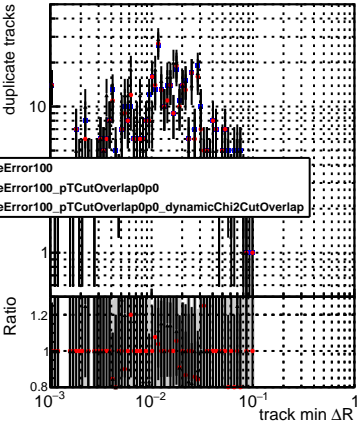 duplicate tracks
10
eError100
eError100_pTCutOverlap0p0
eError100_pTCutOverlap0p0_dynamicChi2CutOverlap
1
Ratio
1.2
1
0.8
10⁻³ 10⁻² 10⁻¹ 1
track min ΔR